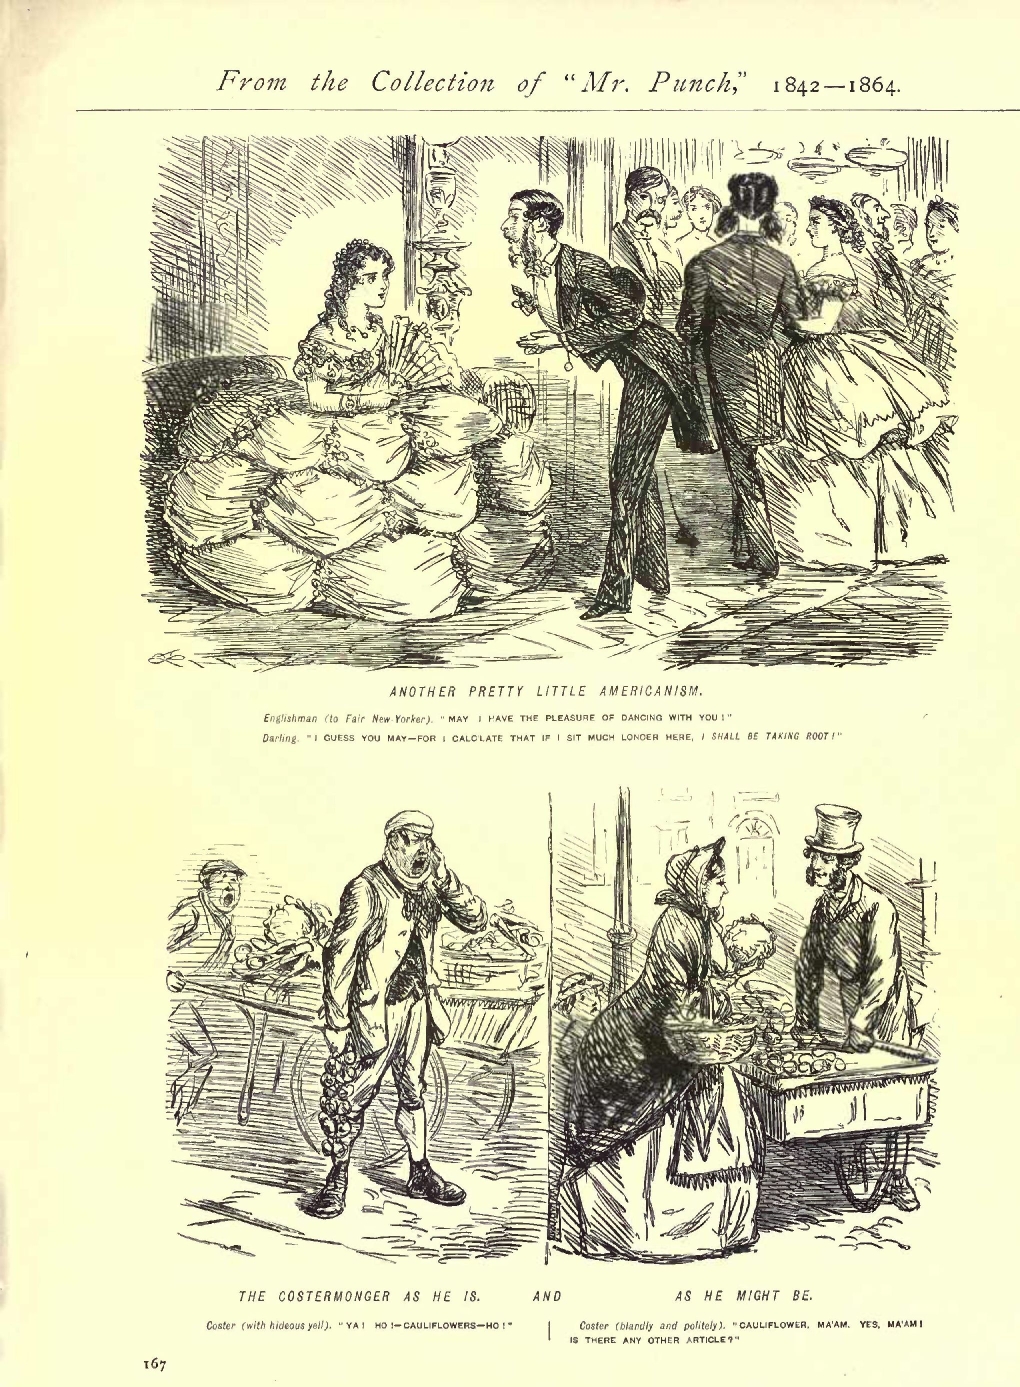 From the Collection of "Mr. Punch," 1842—1864.
ANOTHER PRETTY LITTLE AMERICANISM.
Englishman (to Fair New-Yorker). "MAY I HAVE THE PLEASURE OF DANCING WITH YOU!"
Darling. "I GUESS YOU MAY—FOR I CALC'LATE THAT IF I SIT MUCH LONGER HERE, I SHALL BE TAKING ROOT!"
THE COSTERMONGER AS HE IS. AND AS HE MIGHT BE.
Coster (with hideous yell). "YA! HO!—CAULIFLOWERS—HO!"
Coster (blandly and politely). "CAULIFLOWER, MA'AM. YES, MA'AM!
IS THERE ANY OTHER ARTICLE?"
167